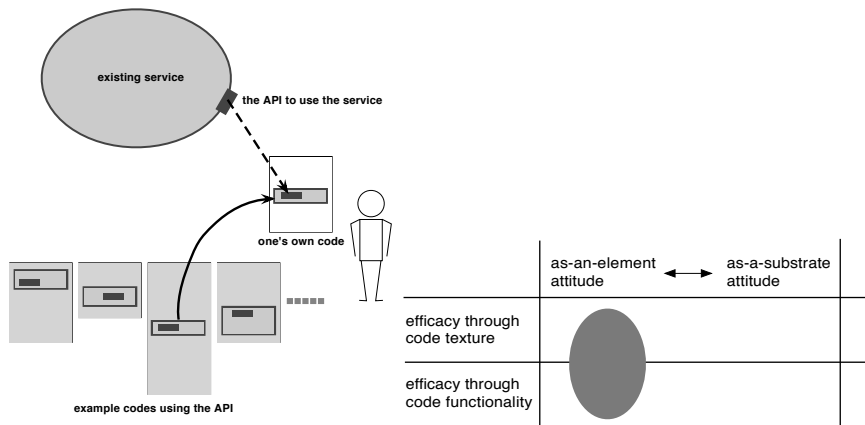 existing service
the API to use the service
one's own code
example codes using the API
as-an-element
attitude
as-a-substrate
attitude
efficacy through
code texture
efficacy through
code functionality